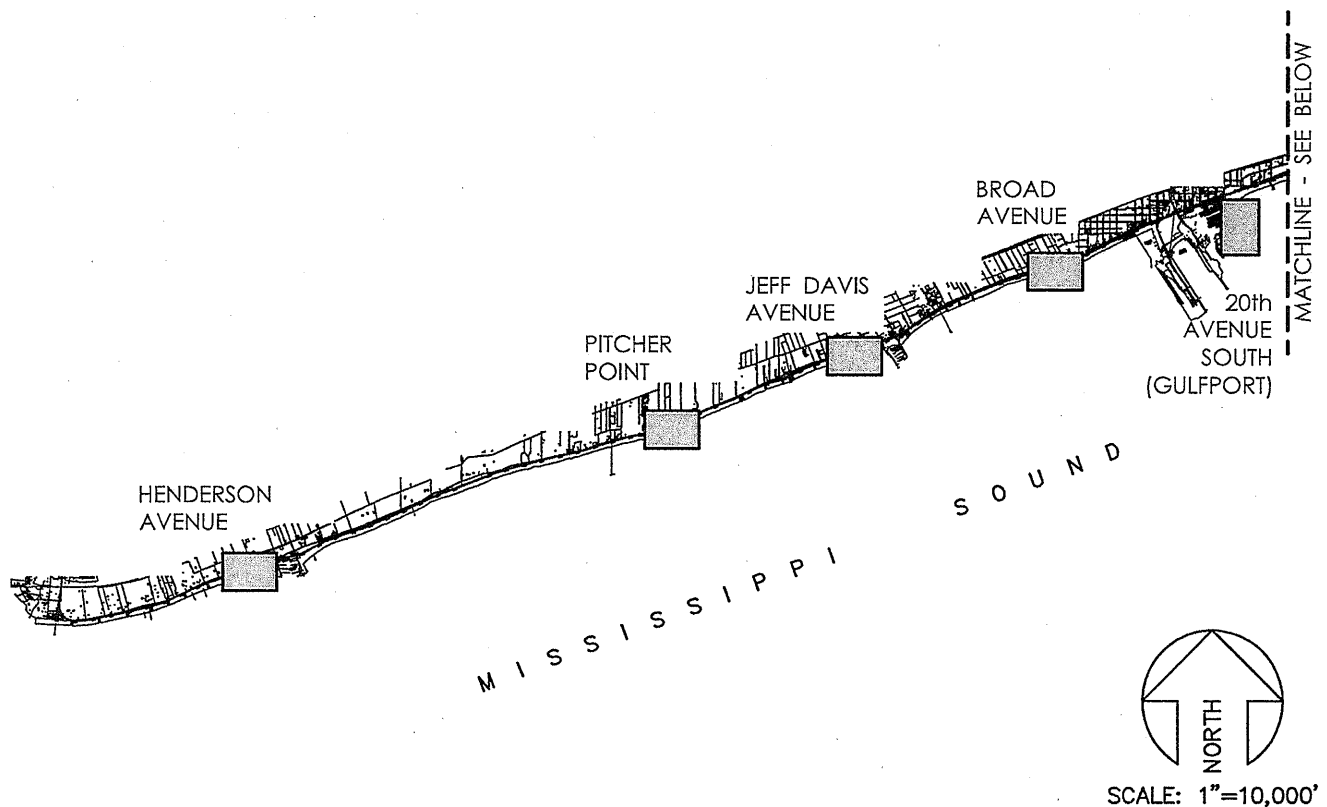 MATCHLINE - SEE BELOW
BROAD
AVENUE
JEFF DAVIS
AVENUE
20th
AVENUE
SOUTH
(GULFPORT)
PITCHER
POINT
HENDERSON
AVENUE
MISSISSIPPI SOUND
NORTH
SCALE: 1"=10,000'